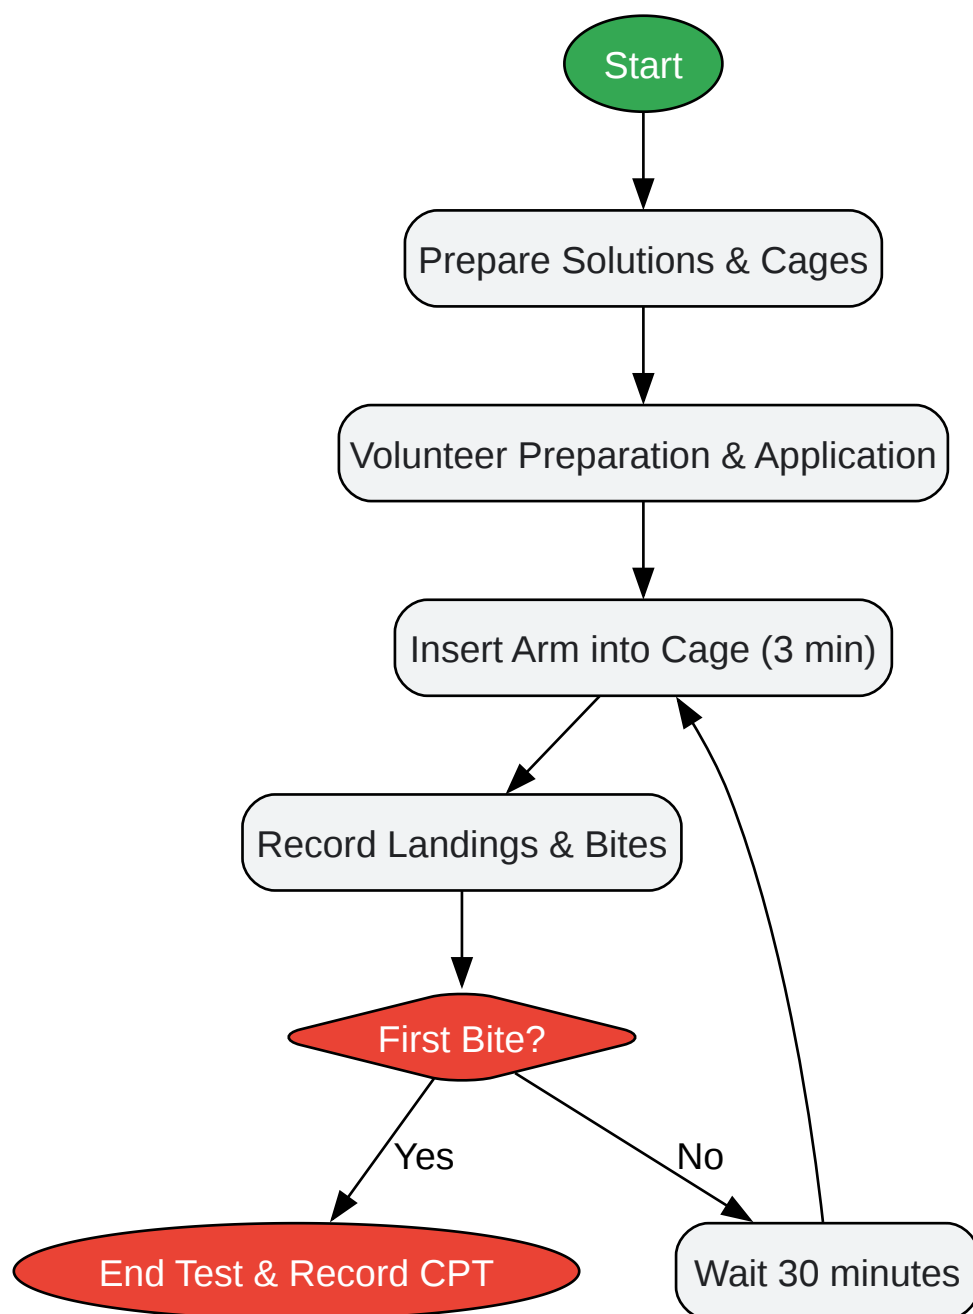 Start
Prepare Solutions & Cages
Volunteer Preparation & Application
Insert Arm into Cage (3 min)
Record Landings & Bites
First Bite?
Yes
No
End Test & Record CPT
Wait 30 minutes